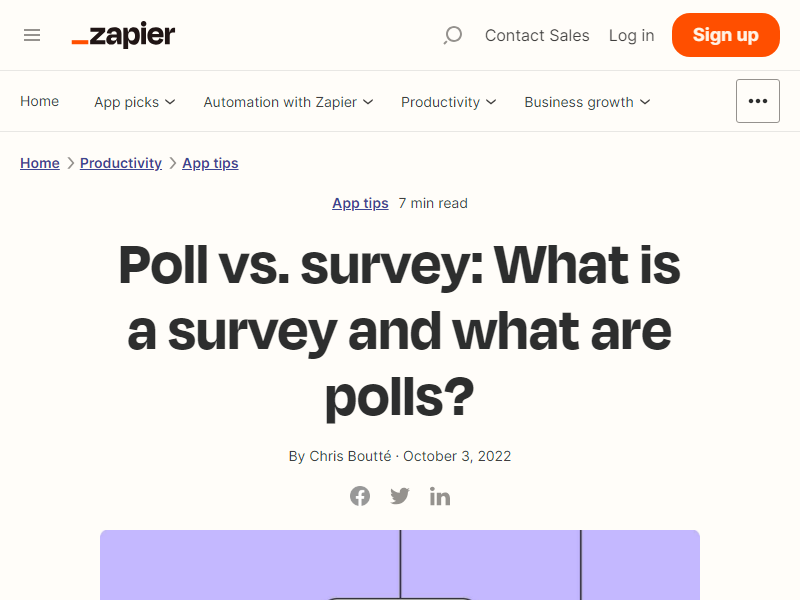 _zapier
Contact Sales
Log in
Sign up
Home
App picks
Automation with Zapier
Productivity
Business growth
Home
Productivity
App tips
App tips 7 min read
Poll vs. survey: What is
a survey and what are
polls?
By Chris Boutté · October 3, 2022